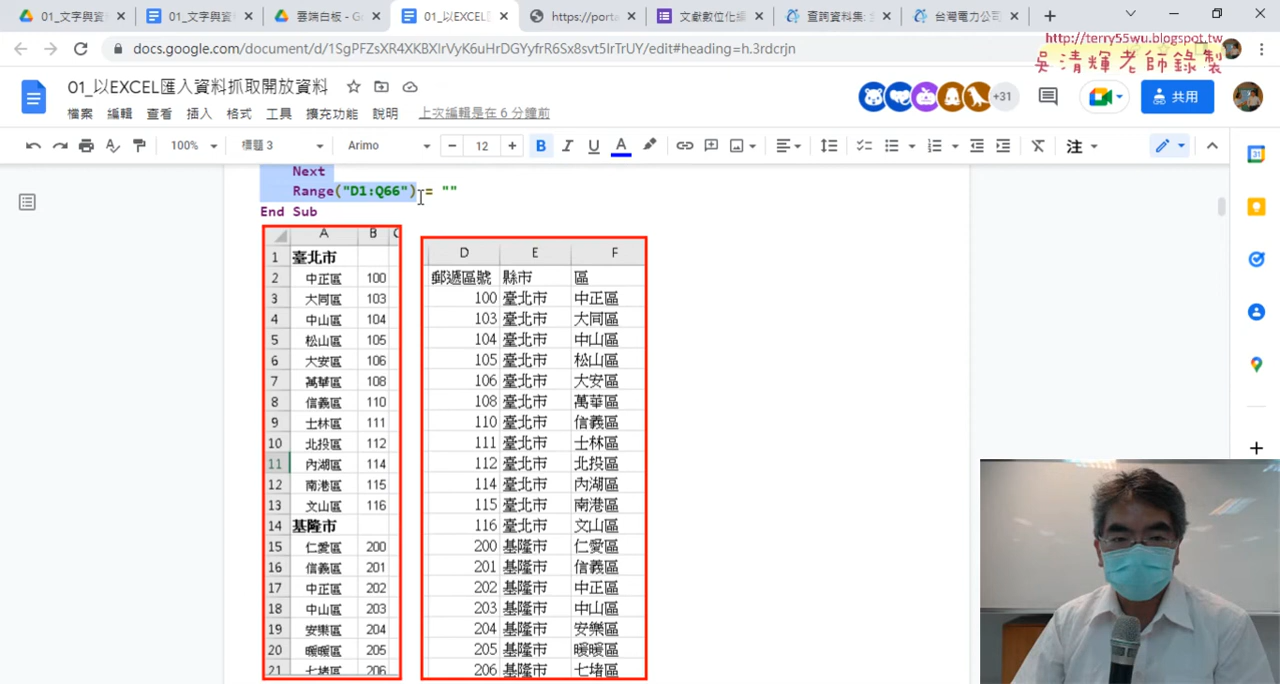 01_文字與資
01_文字與資
雲端白板 - G
01_以EXCEL匯
https://porta
文獻數位化
查詢資料集:
台灣電力公司
docs.google.com/document/d/1SgPFZsXR4XKBXlrVyK6uHrDGYyfrR6Sx8svt5lrTrUY/edit#heading=h.3rdcrjn
http://terry55wu.blogspot.tw
吳清輝老師錄製
01_以EXCEL匯入資料抓取開放資料
+31
共用
檔案 編輯 查看 插入 格式 工具 擴充功能 說明 上次編輯是在 6 分鐘前
100% 標題 3 Arimo 12 B I U A 注
Next
Range("D1:Q66") = ""
End Sub
A B C
1 臺北市
2 中正區 100
3 大同區 103
4 中山區 104
5 松山區 105
6 大安區 106
7 萬華區 108
8 信義區 110
9 士林區 111
10 北投區 112
11 內湖區 114
12 南港區 115
13 文山區 116
14 基隆市
15 仁愛區 200
16 信義區 201
17 中正區 202
18 中山區 203
19 安樂區 204
20 暖暖區 205
21 七堵區 206
D E F
郵遞區號 縣市 區
100 臺北市 中正區
103 臺北市 大同區
104 臺北市 中山區
105 臺北市 松山區
106 臺北市 大安區
108 臺北市 萬華區
110 臺北市 信義區
111 臺北市 士林區
112 臺北市 北投區
114 臺北市 內湖區
115 臺北市 南港區
116 臺北市 文山區
200 基隆市 仁愛區
201 基隆市 信義區
202 基隆市 中正區
203 基隆市 中山區
204 基隆市 安樂區
205 基隆市 暖暖區
206 基隆市 七堵區